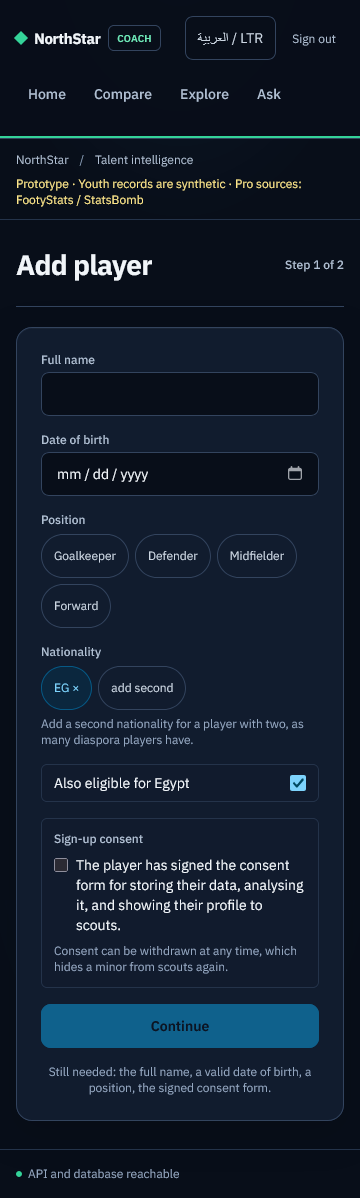 NorthStar COACH العربية / LTR Sign out
Home Compare Explore Ask
NorthStar / Talent intelligence
Prototype · Youth records are synthetic · Pro sources:
FootyStats / StatsBomb
Add player Step 1 of 2
Full name
Date of birth
mm / dd / yyyy
Position
Goalkeeper Defender Midfielder
Forward
Nationality
EG × add second
Add a second nationality for a player with two, as
many diaspora players have.
Also eligible for Egypt
Sign-up consent
The player has signed the consent
form for storing their data, analysing
it, and showing their profile to
scouts.
Consent can be withdrawn at any time, which
hides a minor from scouts again.
Continue
Still needed: the full name, a valid date of birth, a
position, the signed consent form.
API and database reachable